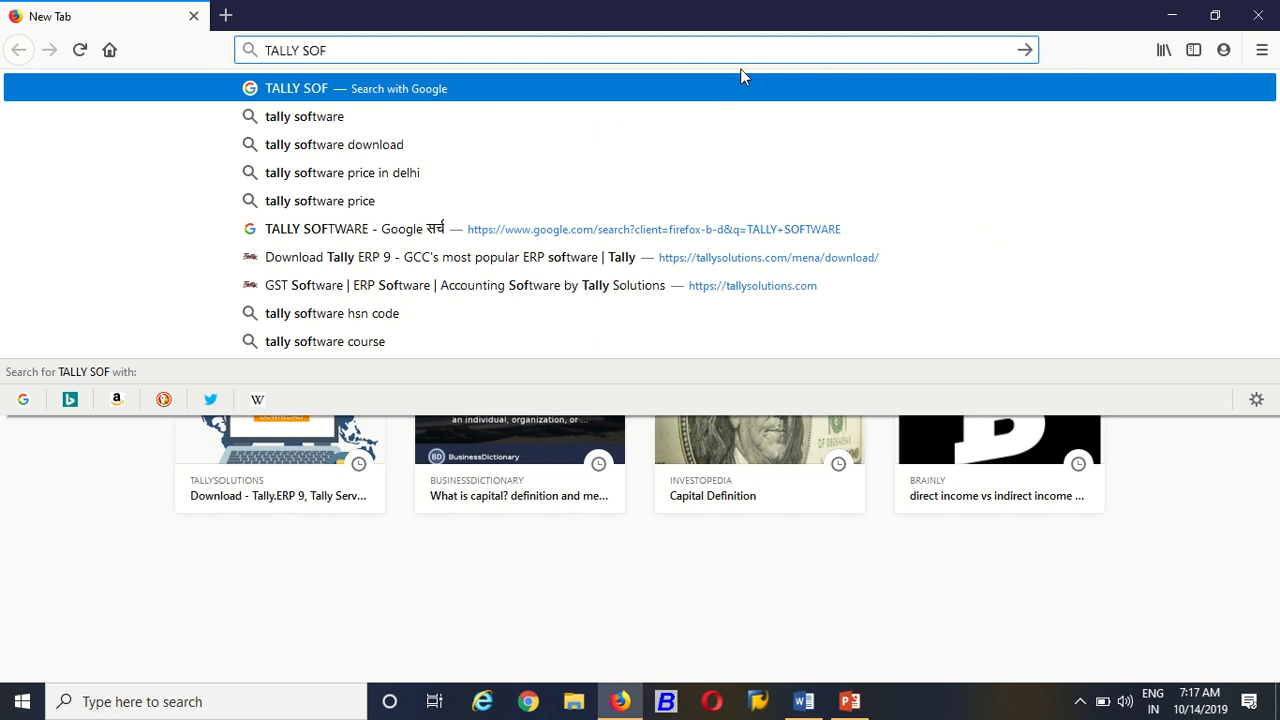 New Tab
TALLY SOF
TALLY SOF — Search with Google
tally software
tally software download
tally software price in delhi
tally software price
TALLY SOFTWARE - Google सर्च — https://www.google.com/search?client=firefox-b-d&q=TALLY+SOFTWARE
Download Tally ERP 9 - GCC's most popular ERP software | Tally — https://tallysolutions.com/mena/download/
GST Software | ERP Software | Accounting Software by Tally Solutions — https://tallysolutions.com
tally software hsn code
tally software course
Search for TALLY SOF with:
DOWNLOAD
an individual, organization, or ...
BD BusinessDictionary
TALLYSOLUTIONS
Download - Tally.ERP 9, Tally Serv...
BUSINESSDICTIONARY
What is capital? definition and me...
INVESTOPEDIA
Capital Definition
BRAINLY
direct income vs indirect income ...
Type here to search
ENG
IN
7:17 AM
10/14/2019